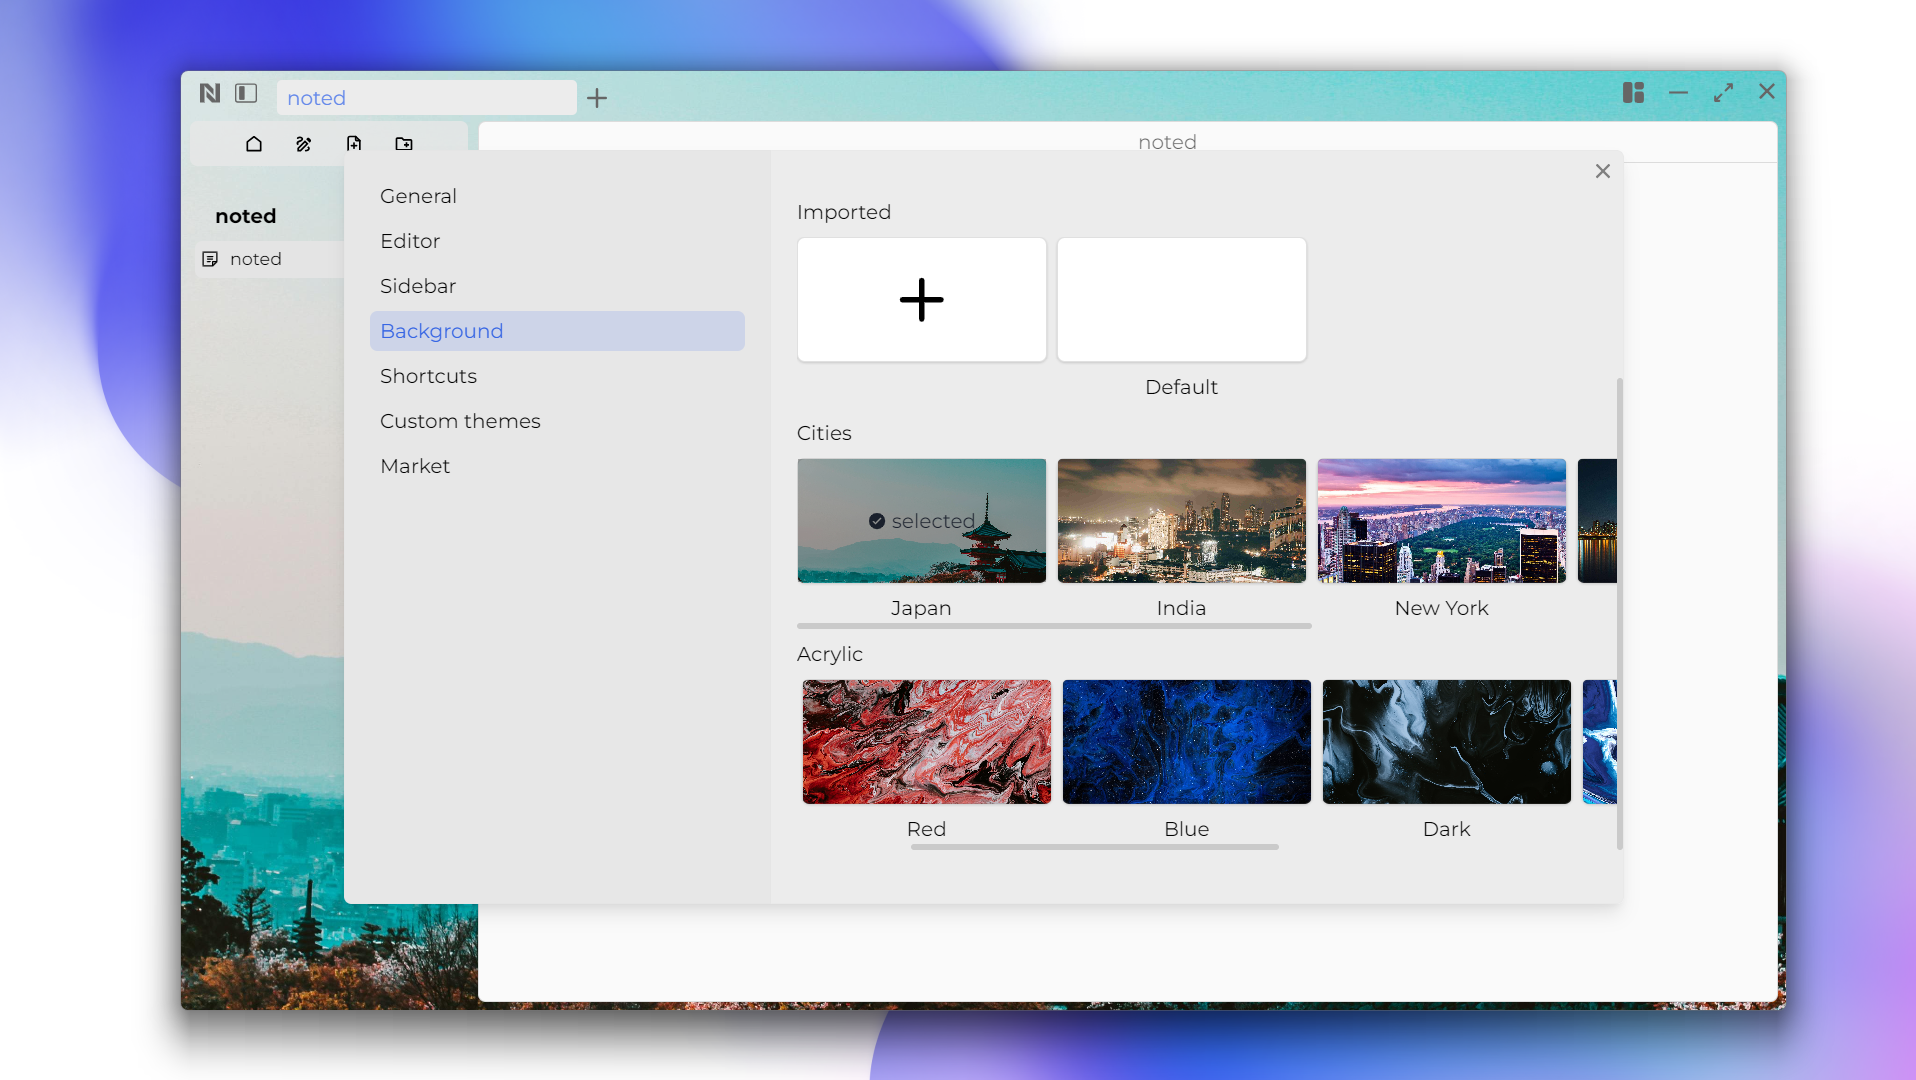 noted
noted
noted
noted
General
Editor
Sidebar
Background
Shortcuts
Custom themes
Market
Imported
Default
Cities
selected
Japan
India
New York
Acrylic
Red
Blue
Dark